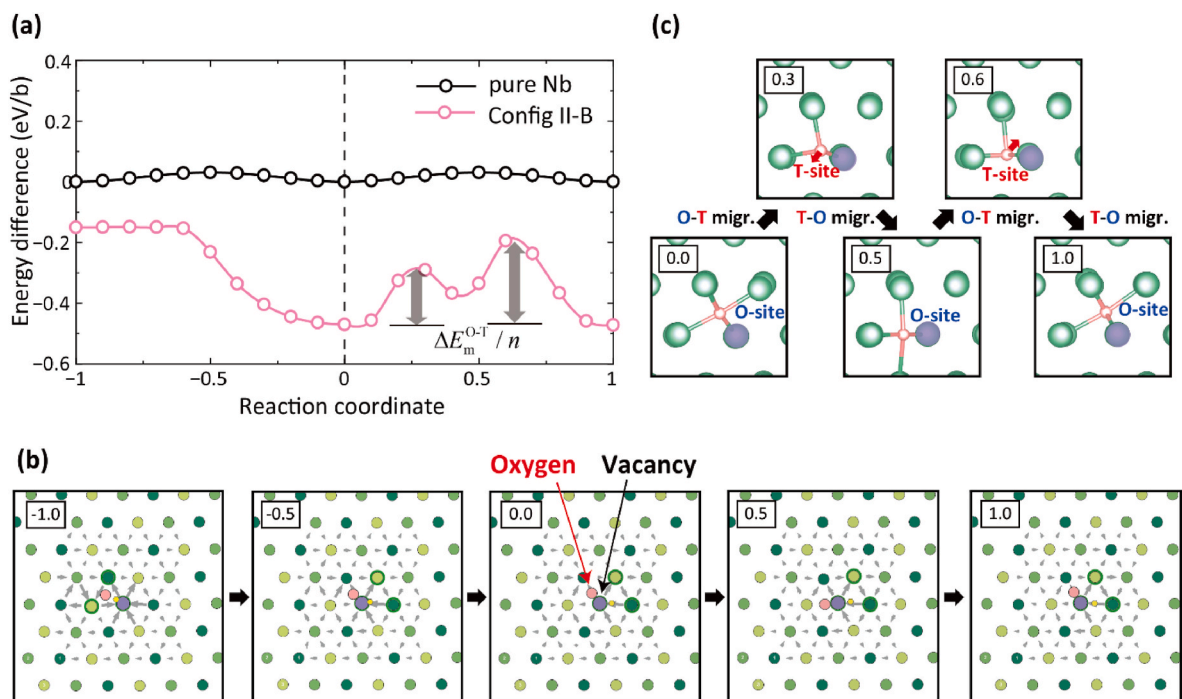 (a)
0.4
0.2
0
−0.2
−0.4
−0.6
Energy difference (eV/b)
pure Nb
Config II-B
ΔE_m^{O-T} / n
−1 −0.5 0 0.5 1
Reaction coordinate
(c)
0.3
T-site
0.6
T-site
O-T migr. T-O migr. O-T migr. T-O migr.
0.0
O-site
0.5
O-site
1.0
O-site
(b)
Oxygen Vacancy
-1.0
-0.5
0.0
0.5
1.0